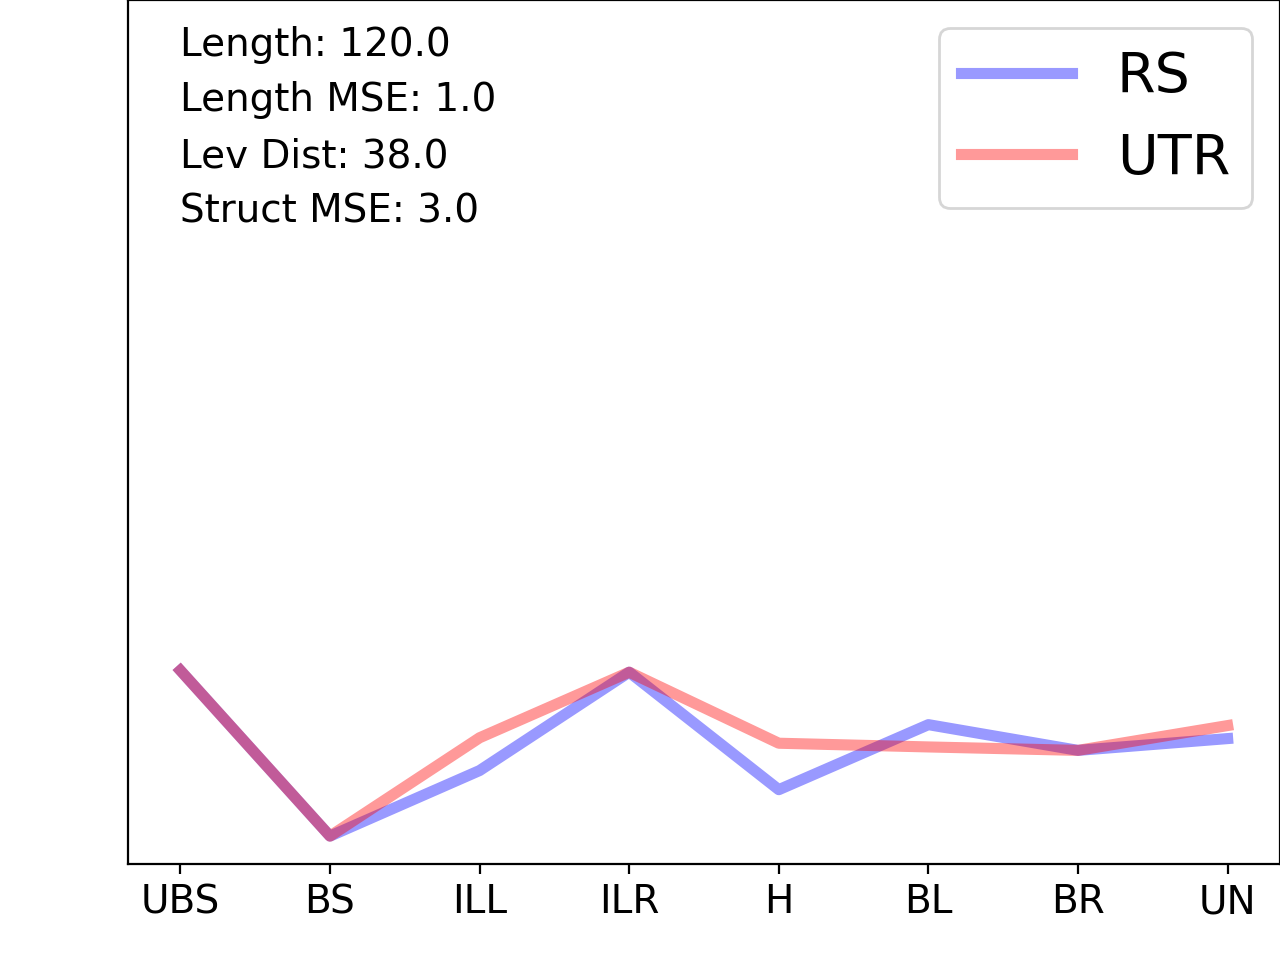 Length: 120.0
Length MSE: 1.0
Lev Dist: 38.0
Struct MSE: 3.0
RS
UTR
UBS BS ILL ILR H BL BR UN